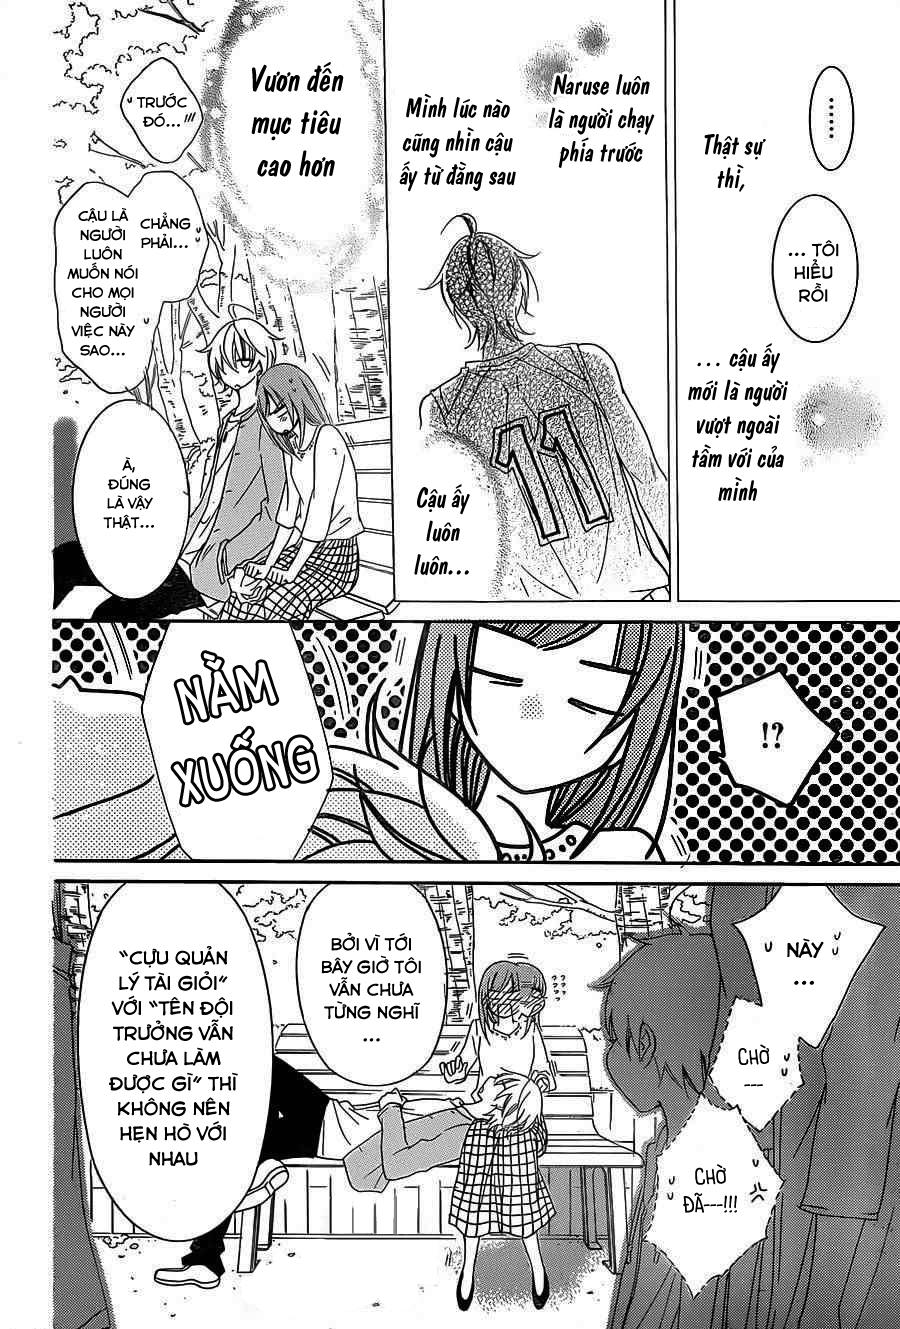 ......
... TÔI
HIỂU
RỒI
Thật sự
thì,
... cậu ấy
mới là người
vượt ngoài
tầm với của
mình
Naruse luôn
là người chạy
phía trước
Mình lúc nào
cũng nhìn cậu
ấy từ đằng sau
11
Cậu ấy
luôn
luôn...
Vươn đến
mục tiêu
cao hơn
TRƯỚC
ĐÓ...
CHẲNG
PHẢI...
CẬU LÀ
NGƯỜI
LUÔN
MUỐN NÓI
CHO MỌI
NGƯỜI
VIỆC NÀY
SAO...
À,
ĐÚNG
LÀ VẬY
THẬT...
!?
NẰM
XUỐNG
NÀY
...
CHỜ
---
CHỜ
ĐÃ---!!!
BỞI VÌ TỚI
BÂY GIỜ TÔI
VẪN CHƯA
TỪNG NGHĨ
...
"CỰU QUẢN
LÝ TÀI GIỎI"
VỚI "TÊN ĐỘI
TRƯỞNG VẪN
CHƯA LÀM
ĐƯỢC GÌ" THÌ
KHÔNG NÊN
HẸN HÒ VỚI
NHAU